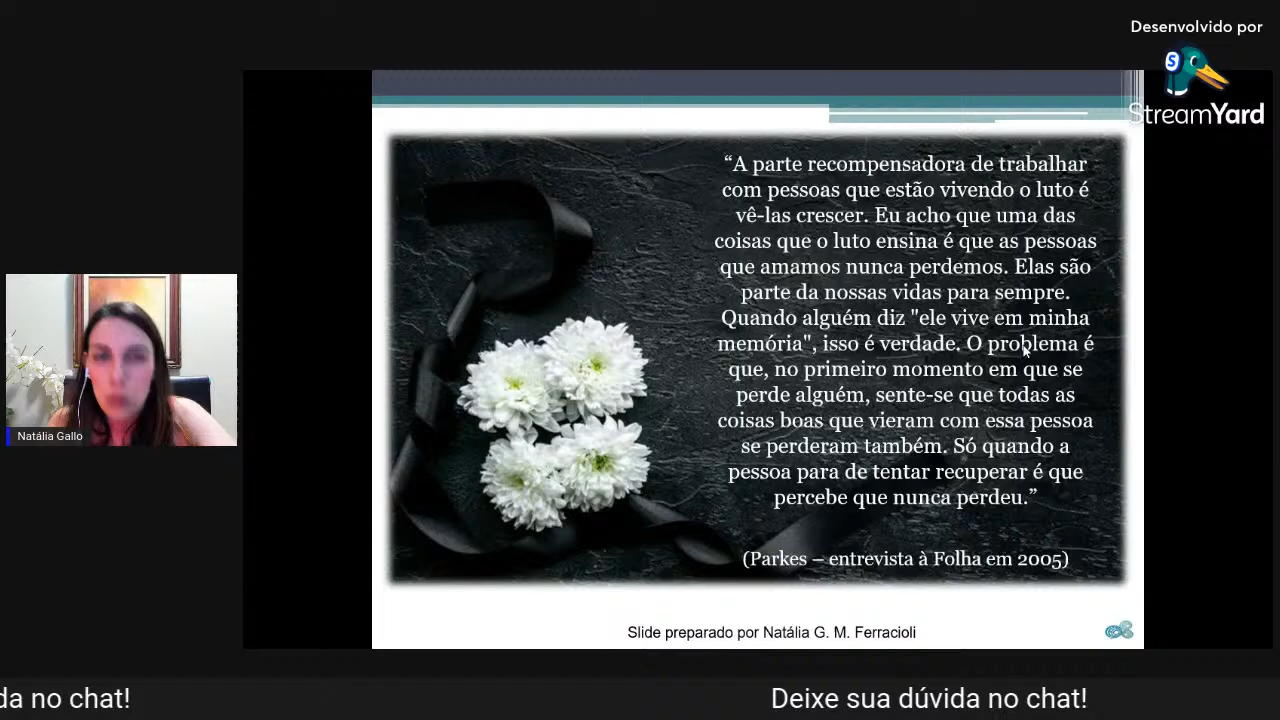 Desenvolvido por
StreamYard
“A parte recompensadora de trabalhar
com pessoas que estão vivendo o luto é
vê-las crescer. Eu acho que uma das
coisas que o luto ensina é que as pessoas
que amamos nunca perdemos. Elas são
parte da nossas vidas para sempre.
Quando alguém diz "ele vive em minha
memória", isso é verdade. O problema é
que, no primeiro momento em que se
perde alguém, sente-se que todas as
coisas boas que vieram com essa pessoa
se perderam também. Só quando a
pessoa para de tentar recuperar é que
percebe que nunca perdeu.”
(Parkes – entrevista à Folha em 2005)
Natália Gallo
Slide preparado por Natália G. M. Ferracioli
da no chat!
Deixe sua dúvida no chat!